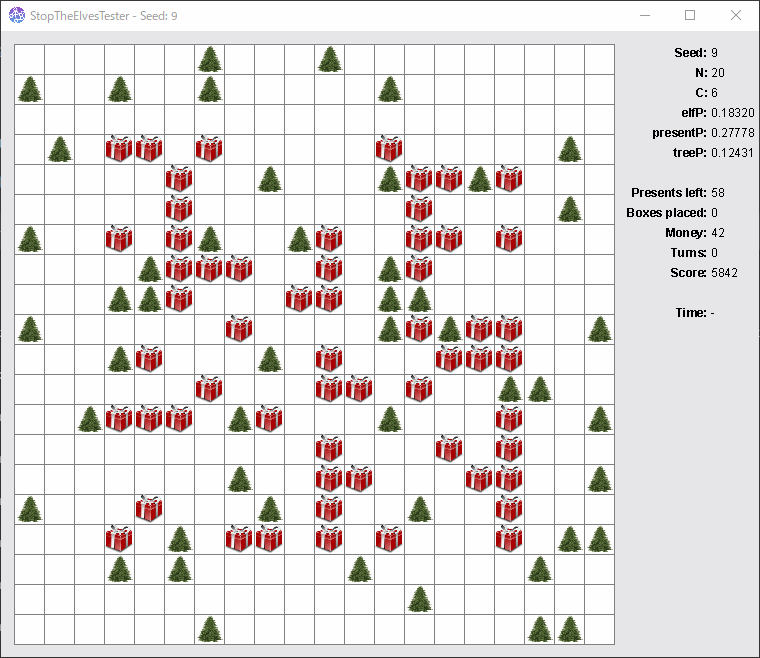 StopTheElvesTester - Seed: 9
Seed: 9
N: 20
C: 6
elfP: 0.18320
presentP: 0.27778
treeP: 0.12431
Presents left: 58
Boxes placed: 0
Money: 42
Turns: 0
Score: 5842
Time: -